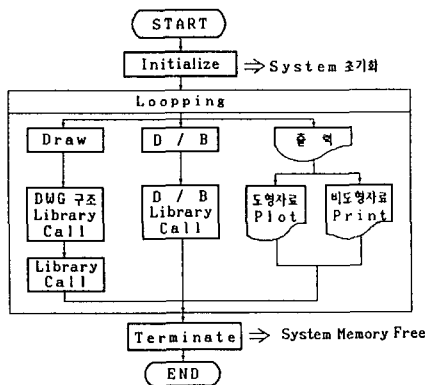 START
Initialize ⇒ System 초기화
Loopping
Draw
D / B
출 력
DWG 구조
Library
Call
D / B
Library
Call
도형자료
Plot
비도형자료
Print
Library
Call
Terminate ⇒ System Memory Free
END